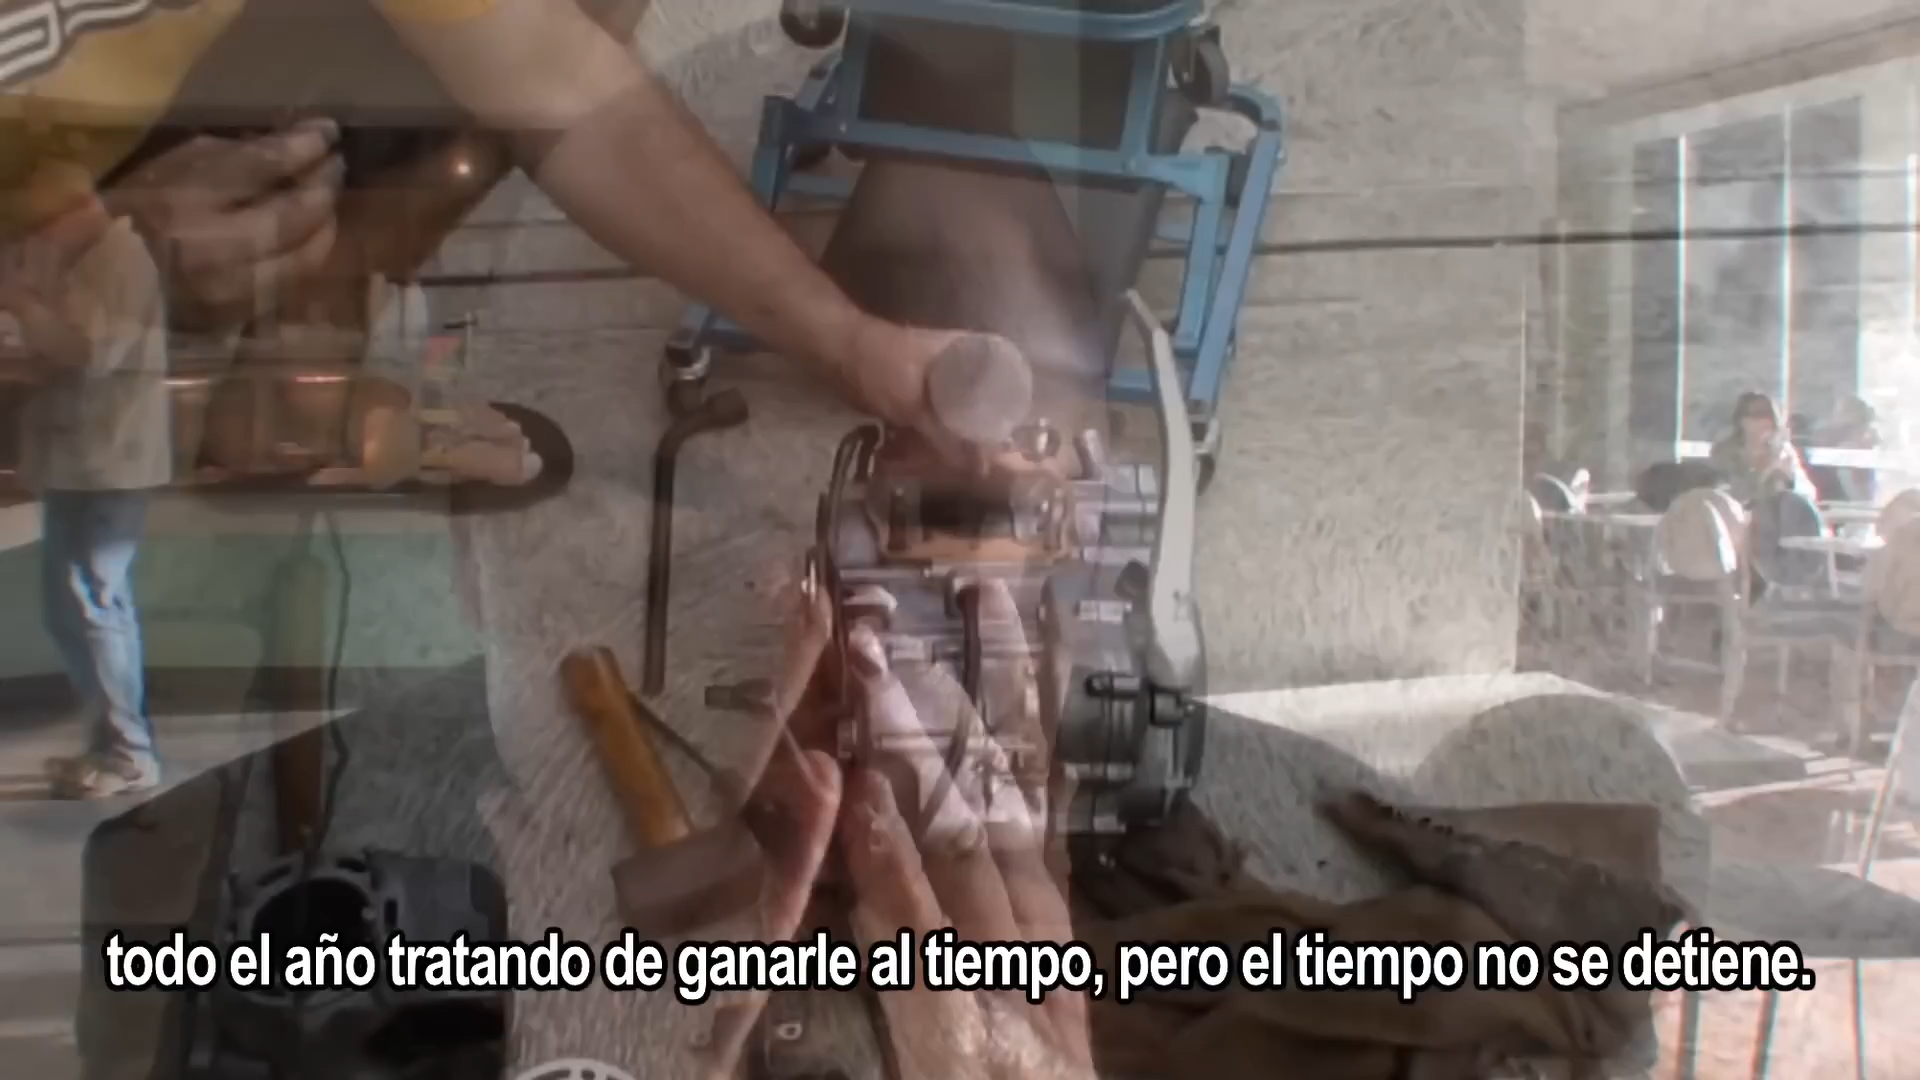 todo el año tratando de ganarle al tiempo, pero el tiempo no se detiene.